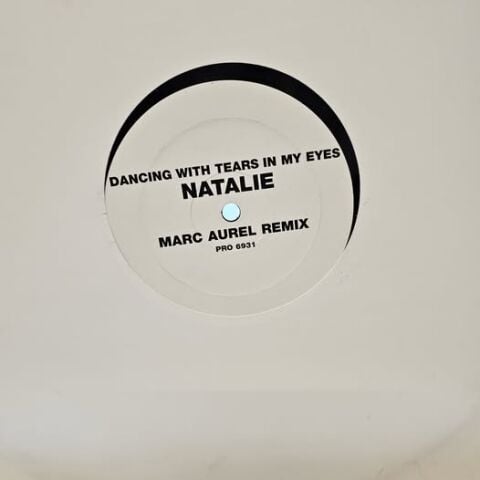 DANCING WITH TEARS IN MY EYES
NATALIE
MARC AUREL REMIX
PRO 6931